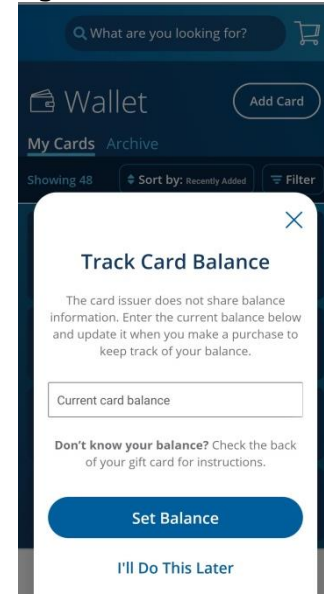 What are you looking for?
Wallet
Add Card
My Cards Archive
Showing 48 Sort by: Recently Added Filter
Track Card Balance
The card issuer does not share balance
information. Enter the current balance below
and update it when you make a purchase to
keep track of your balance.
Current card balance
Don't know your balance? Check the back
of your gift card for instructions.
Set Balance
I'll Do This Later